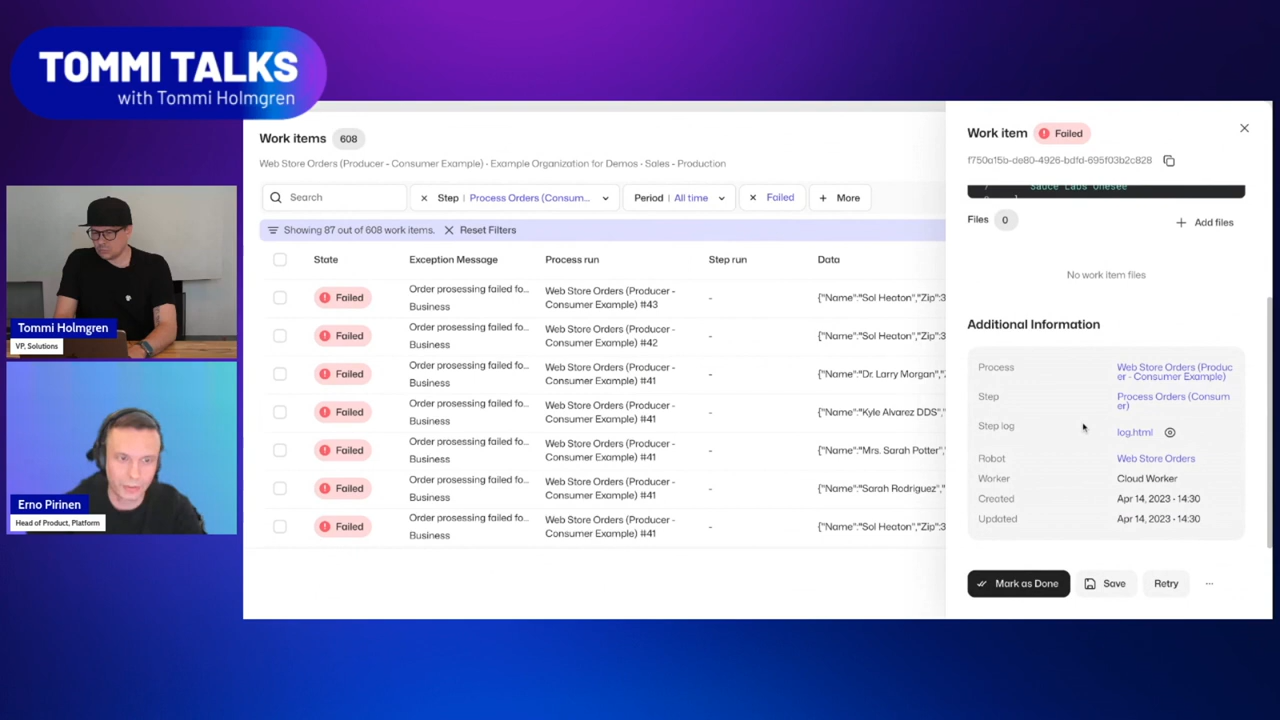 TOMMI TALKS
with Tommi Holmgren
Tommi Holmgren
VP, Solutions
Erno Pirinen
Head of Product, Platform
Work items 608
Web Store Orders (Producer - Consumer Example) · Example Organization for Demos · Sales - Production
Search
Step | Process Orders (Consum...
Period | All time
Failed
More
Showing 87 out of 608 work items. Reset Filters
State Exception Message Process run Step run Data
Failed Order prosessing failed fo... Web Store Orders (Producer - - {"Name":"Sol Heaton","Zip":3
Business Consumer Example) #43
Failed Order prosessing failed fo... Web Store Orders (Producer - - {"Name":"Sol Heaton","Zip":3
Business Consumer Example) #42
Failed Order prosessing failed fo... Web Store Orders (Producer - - {"Name":"Dr. Larry Morgan","
Business Consumer Example) #41
Failed Order prosessing failed fo... Web Store Orders (Producer - - {"Name":"Kyle Alvarez DDS","
Business Consumer Example) #41
Failed Order prosessing failed fo... Web Store Orders (Producer - - {"Name":"Mrs. Sarah Potter",
Business Consumer Example) #41
Failed Order prosessing failed fo... Web Store Orders (Producer - - {"Name":"Sarah Rodriguez","
Business Consumer Example) #41
Failed Order prosessing failed fo... Web Store Orders (Producer - - {"Name":"Sol Heaton","Zip":3
Business Consumer Example) #41
Work item Failed
f750a15b-de80-4926-bdfd-695f03b2c828
7 Sauce Labs Onesee
Files 0
Add files
No work item files
Additional Information
Process Web Store Orders (Produc
er - Consumer Example)
Step Process Orders (Consum
er)
Step log log.html
Robot Web Store Orders
Worker Cloud Worker
Created Apr 14, 2023 · 14:30
Updated Apr 14, 2023 · 14:30
Mark as Done Save Retry ...